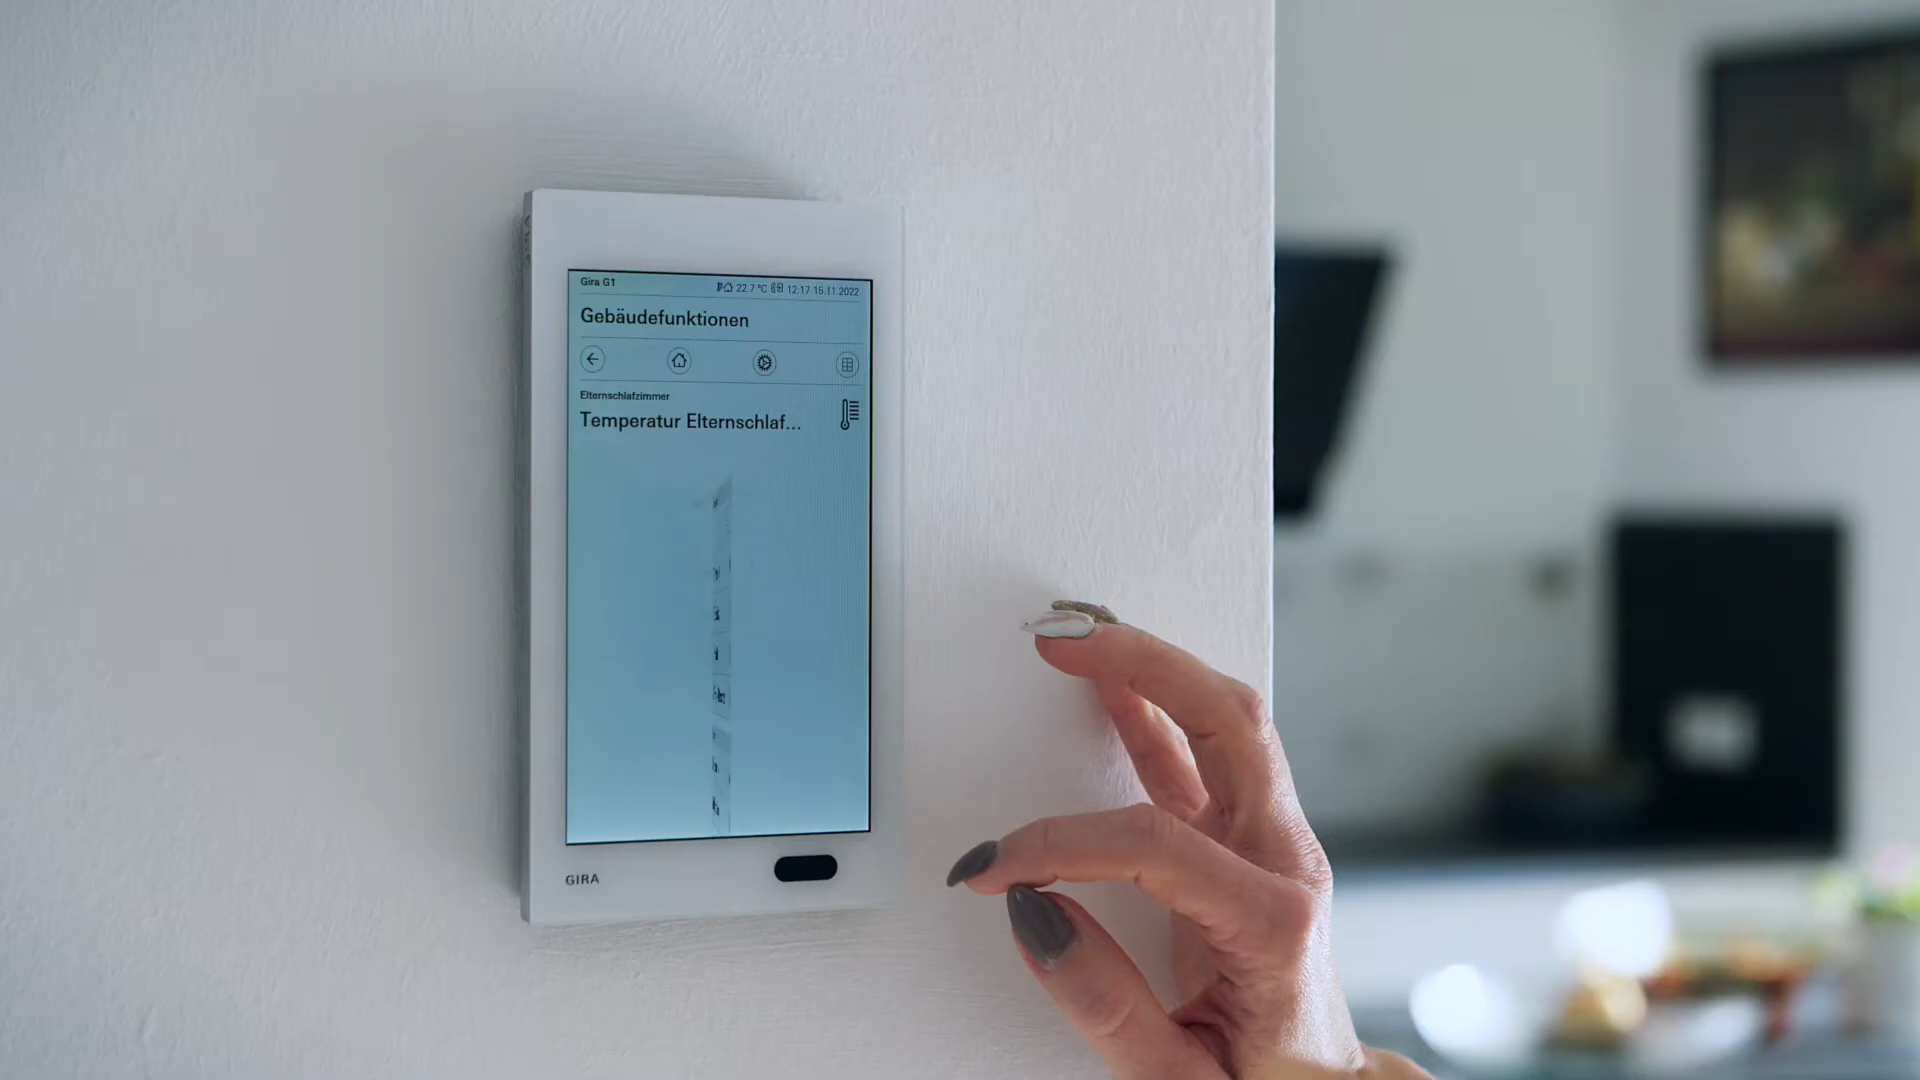 Gira G1
22.7 °C 12:17 15.11.2022
Gebäudefunktionen
Elternschlafzimmer
Temperatur Elternschlaf...
GIRA